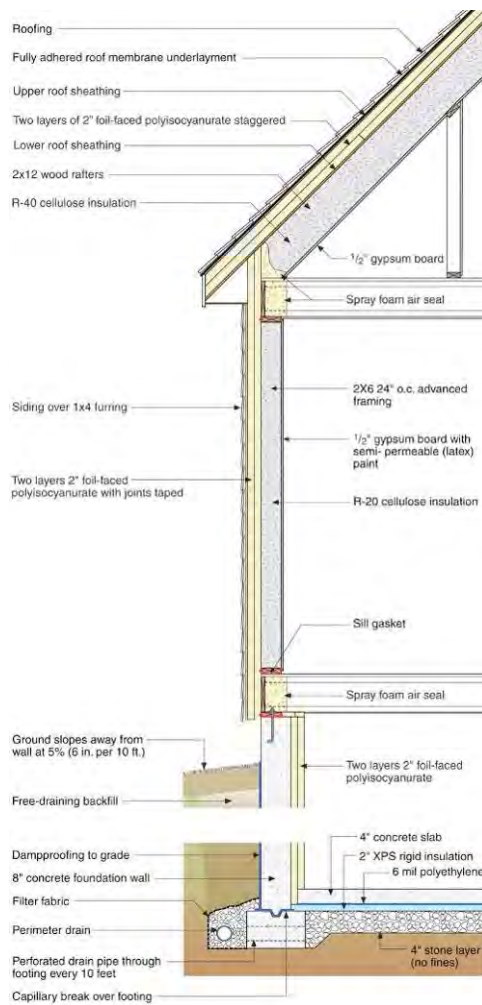 Roofing
Fully adhered roof membrane underlayment
Upper roof sheathing
Two layers of 2" foil-faced polyisocyanurate staggered
Lower roof sheathing
2x12 wood rafters
R-40 cellulose insulation
1/2" gypsum board
Spray foam air seal
2X6 24" o.c. advanced
framing
Siding over 1x4 furring
1/2" gypsum board with
semi- permeable (latex)
paint
Two layers 2" foil-faced
polyisocyanurate with joints taped
R-20 cellulose insulation
Sill gasket
Spray foam air seal
Ground slopes away from
wall at 5% (6 in. per 10 ft.)
Two layers 2" foil-faced
polyisocyanurate
Free-draining backfill
4" concrete slab
Dampproofing to grade
2" XPS rigid insulation
6 mil polyethylene
8" concrete foundation wall
Filter fabric
Perimeter drain
4" stone layer
(no fines)
Perforated drain pipe through
footing every 10 feet
Capillary break over footing